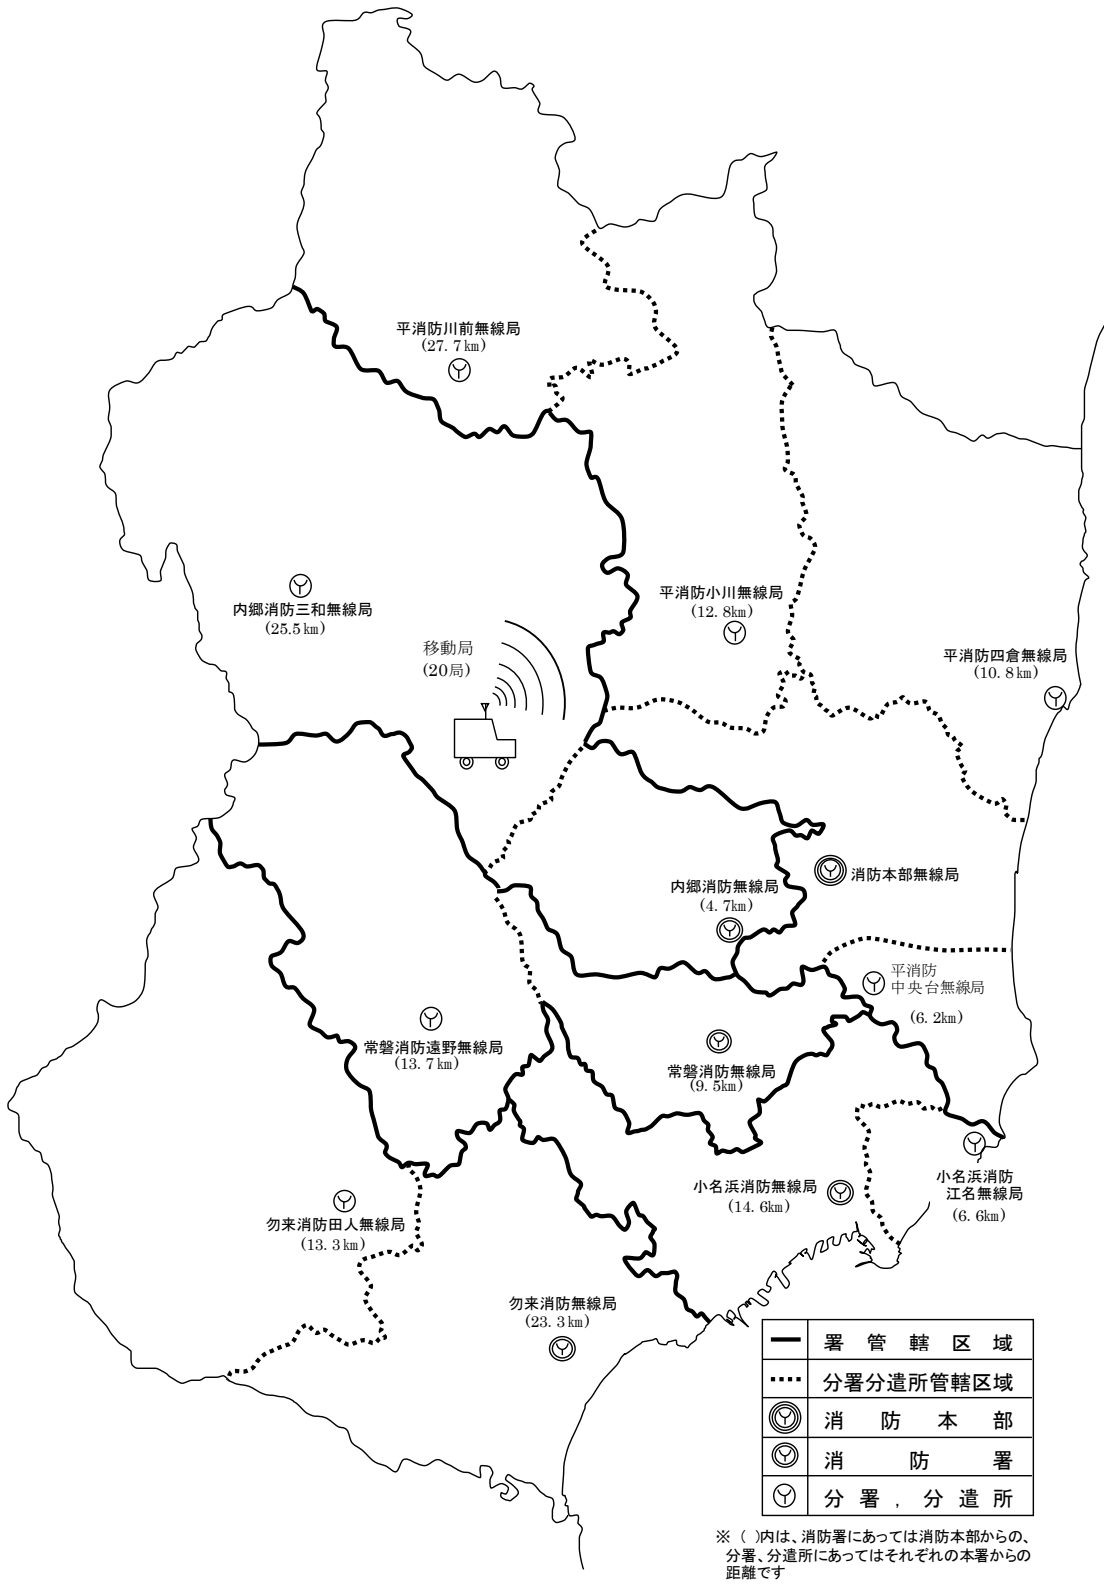 平消防川前無線局
(27.7㎞)
内郷消防三和無線局
(25.5㎞)
平消防小川無線局
(12.8㎞)
移動局
(20局)
平消防四倉無線局
(10.8㎞)
消防本部無線局
内郷消防無線局
(4.7㎞)
平消防
中央台無線局
(6.2㎞)
常磐消防遠野無線局
(13.7㎞)
常磐消防無線局
(9.5㎞)
小名浜消防無線局
(14.6㎞)
小名浜消防
江名無線局
(6.6㎞)
勿来消防田人無線局
(13.3㎞)
勿来消防無線局
(23.3㎞)
署管轄区域
分署分遣所管轄区域
消防本部
消防署
分署，分遣所
※（ ）内は、消防署にあっては消防本部からの、
分署、分遣所にあってはそれぞれの本署からの
距離です